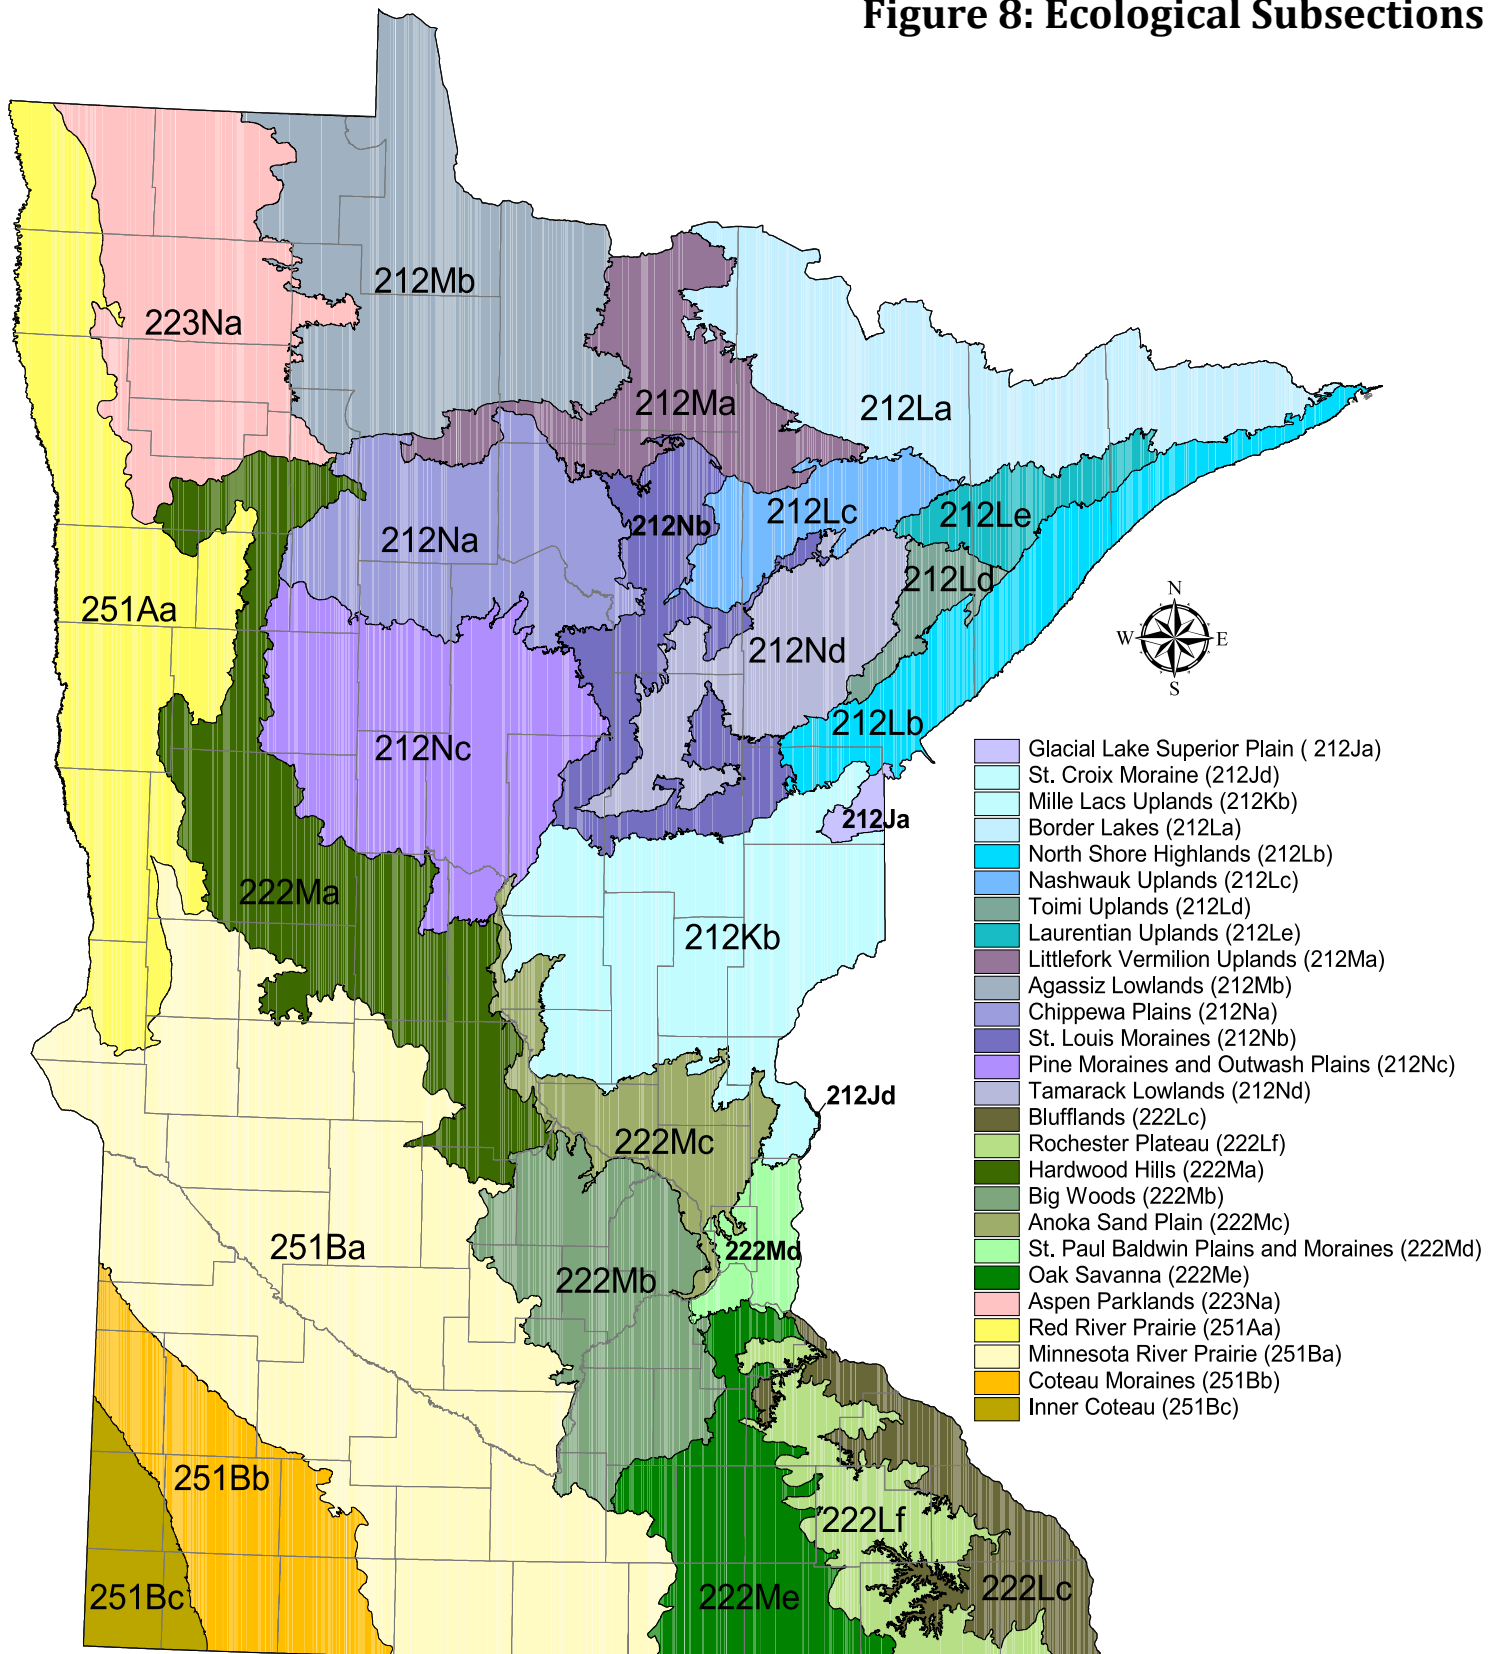 Figure 8: Ecological Subsections
212Mb
223Na
212Ma
212La
212Lc
212Le
212Nb
212Na
212Ld
251Aa
212Nd
212Lb
212Nc
212Ja
222Ma
212Kb
212Jd
222Mc
251Ba
222Md
222Mb
251Bb
222Lf
251Bc
222Me
222Lc
N
W
E
S
Glacial Lake Superior Plain ( 212Ja)
St. Croix Moraine (212Jd)
Mille Lacs Uplands (212Kb)
Border Lakes (212La)
North Shore Highlands (212Lb)
Nashwauk Uplands (212Lc)
Toimi Uplands (212Ld)
Laurentian Uplands (212Le)
Littlefork Vermilion Uplands (212Ma)
Agassiz Lowlands (212Mb)
Chippewa Plains (212Na)
St. Louis Moraines (212Nb)
Pine Moraines and Outwash Plains (212Nc)
Tamarack Lowlands (212Nd)
Blufflands (222Lc)
Rochester Plateau (222Lf)
Hardwood Hills (222Ma)
Big Woods (222Mb)
Anoka Sand Plain (222Mc)
St. Paul Baldwin Plains and Moraines (222Md)
Oak Savanna (222Me)
Aspen Parklands (223Na)
Red River Prairie (251Aa)
Minnesota River Prairie (251Ba)
Coteau Moraines (251Bb)
Inner Coteau (251Bc)